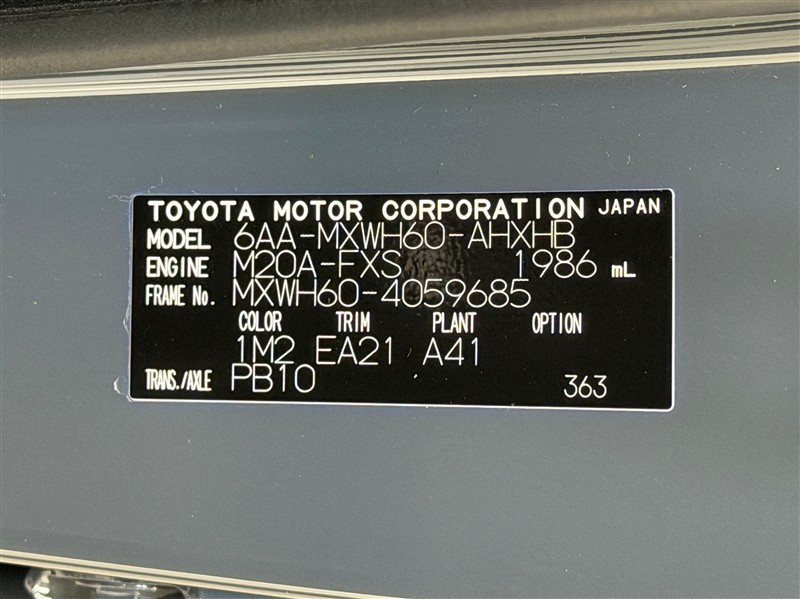 TOYOTA MOTOR CORPORATION JAPAN
MODEL 6AA-MXWH60-AHXHB
ENGINE M20A-FXS 1986 mL
FRAME No. MXWH60-4059685
COLOR TRIM PLANT OPTION
1M2 EA21 A41
TRANS./AXLE PB10 363